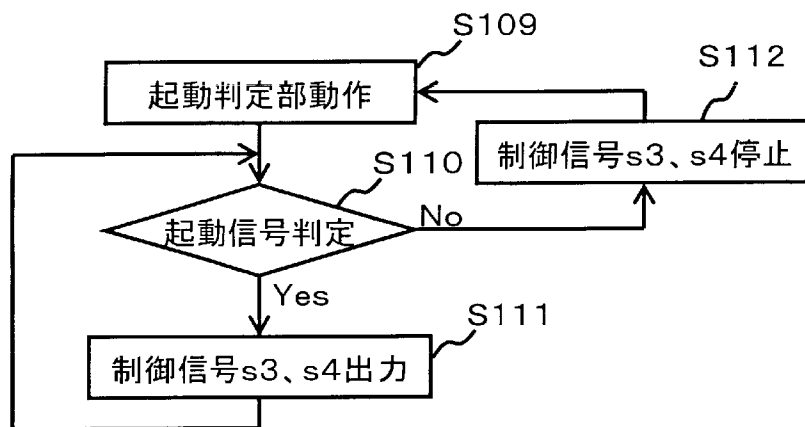 S109
起動判定部動作
S112
制御信号s3、s4停止
S110
起動信号判定
No
Yes
S111
制御信号s3、s4出力